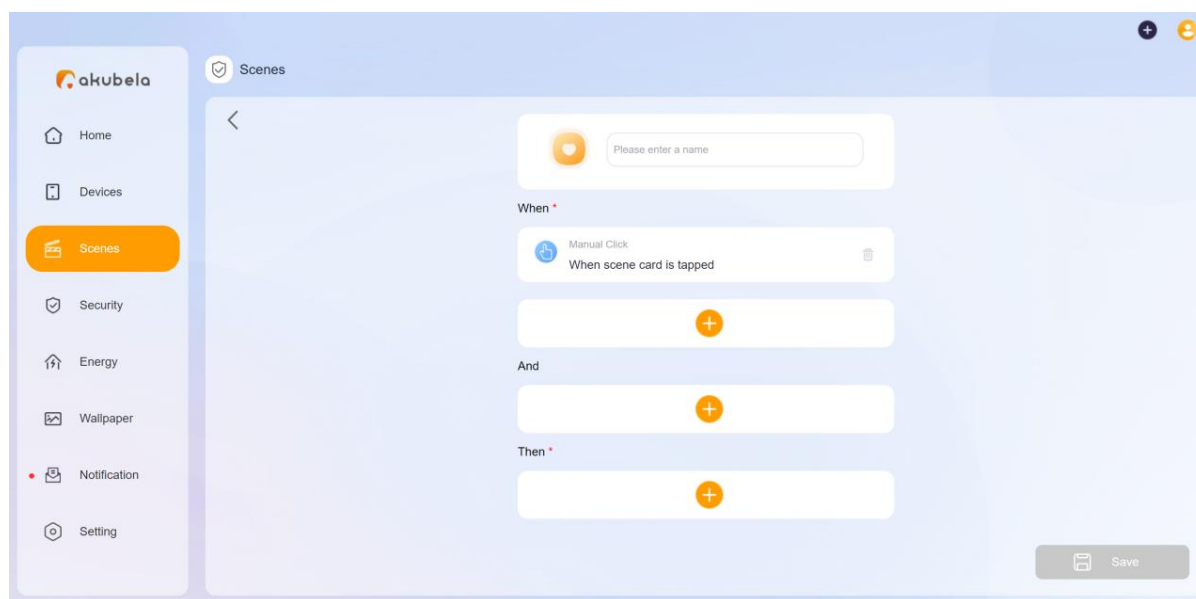 akubela
Scenes
Home
Devices
Scenes
Security
Energy
Wallpaper
Notification
Setting
Please enter a name
When *
Manual Click
When scene card is tapped
And
Then *
Save